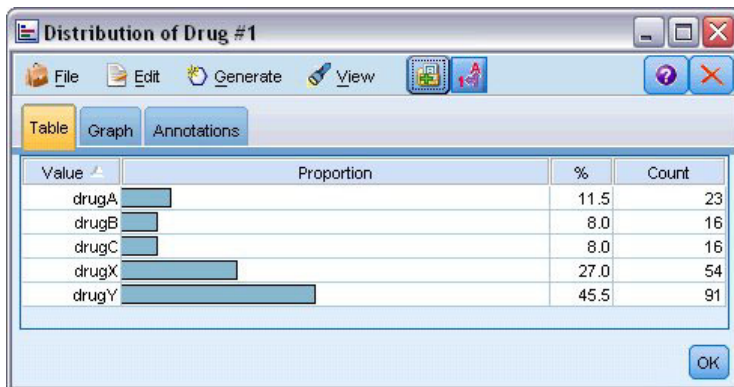 Distribution of Drug #1
File Edit Generate View
Table Graph Annotations
Value Proportion % Count
drugA 11.5 23
drugB 8.0 16
drugC 8.0 16
drugX 27.0 54
drugY 45.5 91
OK